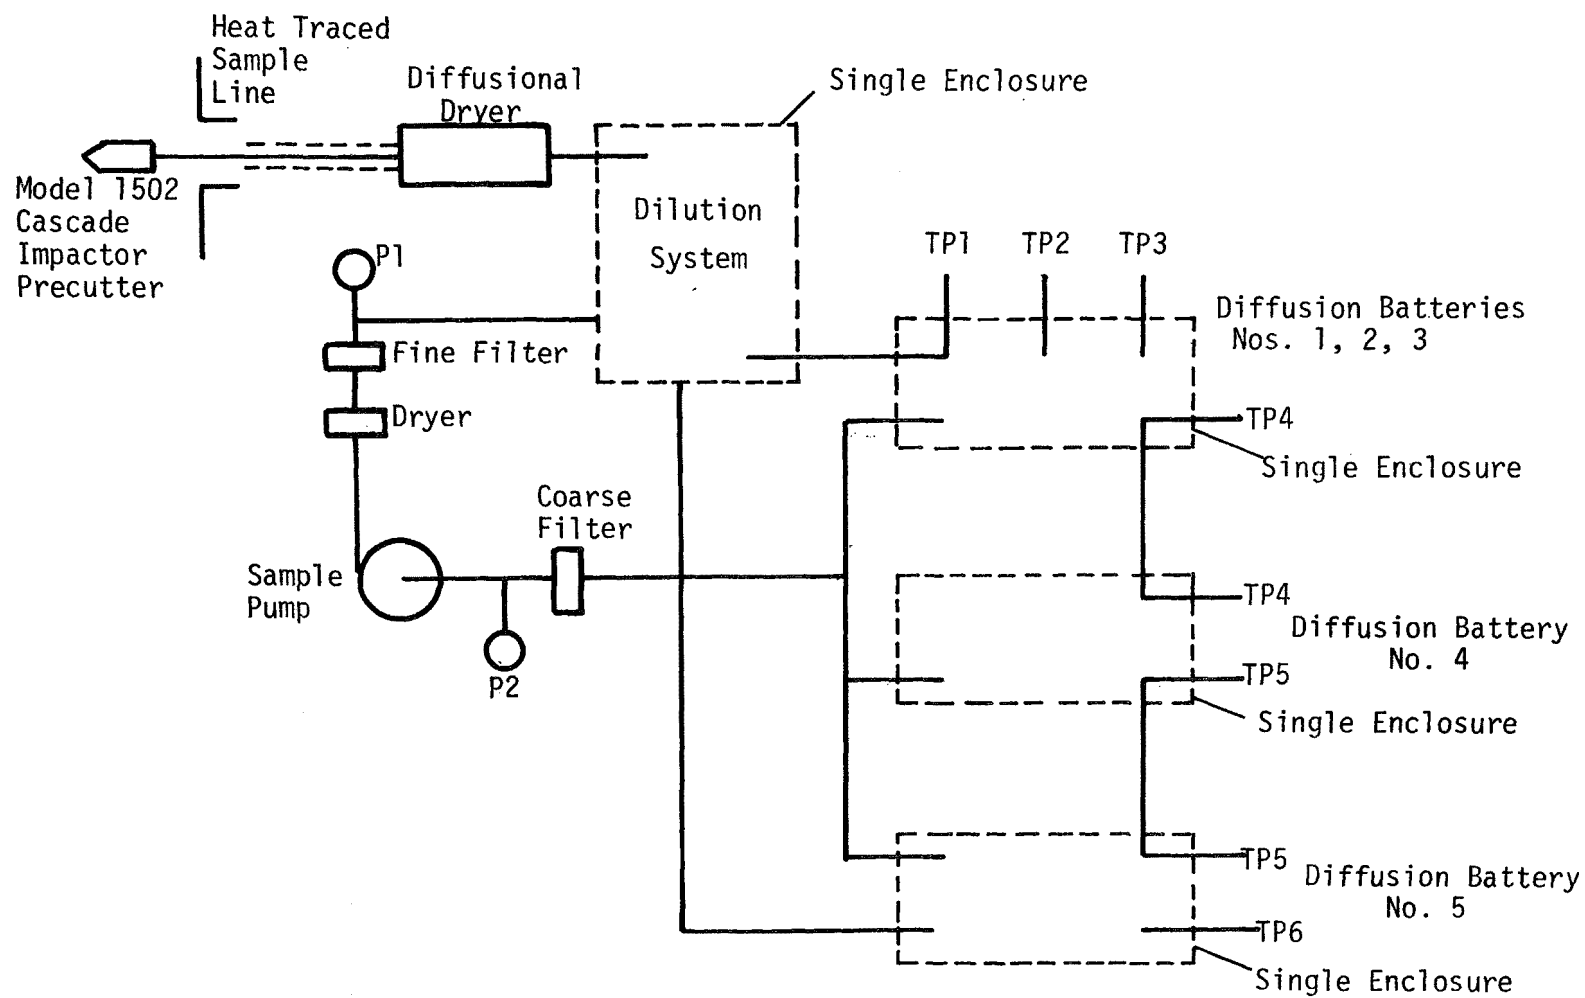 Heat Traced
Sample
Line
Diffusional
Dryer
Single Enclosure
Model 1502
Cascade
Impactor
Precutter
P1
Dilution
System
TP1 TP2 TP3
Diffusion Batteries
Nos. 1, 2, 3
Fine Filter
Dryer
TP4
Single Enclosure
Coarse
Filter
Sample
Pump
P2
TP4
Diffusion Battery
No. 4
TP5
Single Enclosure
TP5
Diffusion Battery
No. 5
TP6
Single Enclosure